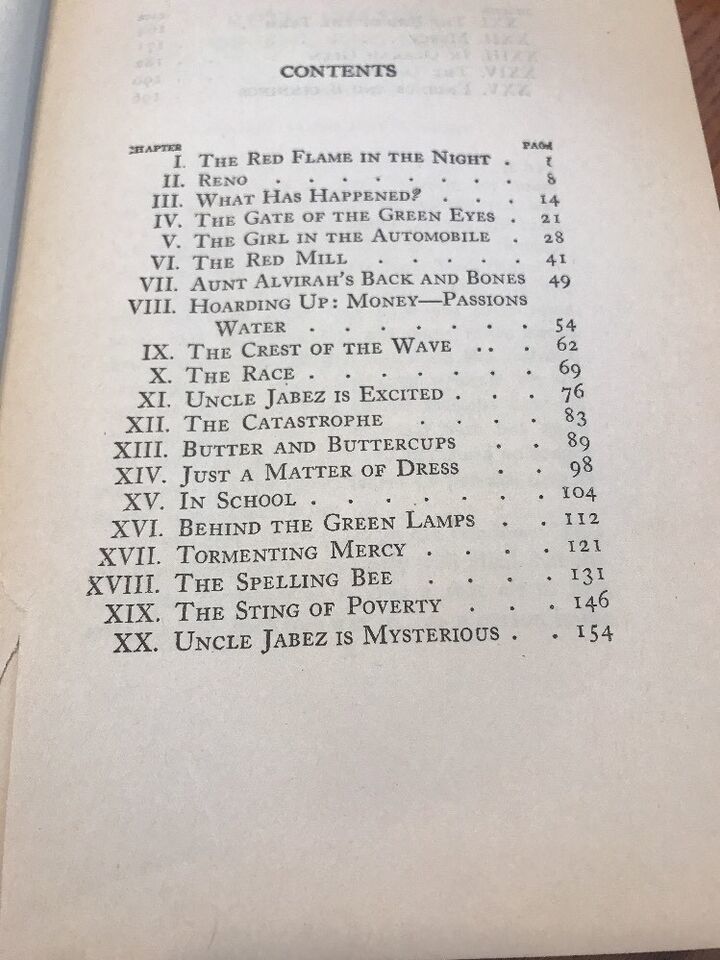 CONTENTS
CHAPTER PAGE
I. THE RED FLAME IN THE NIGHT . 1
II. RENO . . . . . . . . 8
III. WHAT HAS HAPPENED? . . . 14
IV. THE GATE OF THE GREEN EYES . 21
V. THE GIRL IN THE AUTOMOBILE . 28
VI. THE RED MILL . . . . . 41
VII. AUNT ALVIRAH'S BACK AND BONES 49
VIII. HOARDING UP: MONEY—PASSIONS
WATER . . . . . . . 54
IX. THE CREST OF THE WAVE . . . 62
X. THE RACE . . . . . . . 69
XI. UNCLE JABEZ IS EXCITED . . . 76
XII. THE CATASTROPHE . . . . 83
XIII. BUTTER AND BUTTERCUPS . . 89
XIV. JUST A MATTER OF DRESS . . 98
XV. IN SCHOOL . . . . . . . 104
XVI. BEHIND THE GREEN LAMPS . . 112
XVII. TORMENTING MERCY . . . . 121
XVIII. THE SPELLING BEE . . . . 131
XIX. THE STING OF POVERTY . . . 146
XX. UNCLE JABEZ IS MYSTERIOUS . . 154